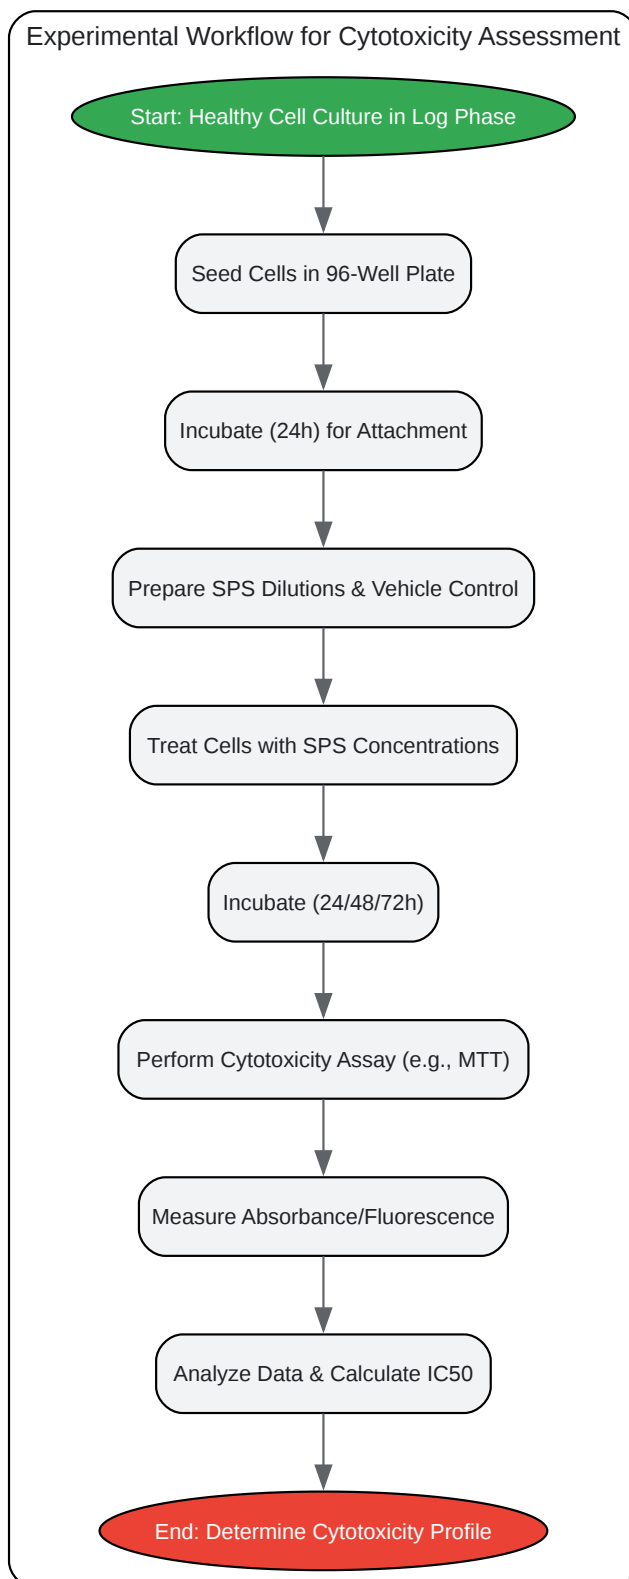 Experimental Workflow for Cytotoxicity Assessment
Start: Healthy Cell Culture in Log Phase
Seed Cells in 96-Well Plate
Incubate (24h) for Attachment
Prepare SPS Dilutions & Vehicle Control
Treat Cells with SPS Concentrations
Incubate (24/48/72h)
Perform Cytotoxicity Assay (e.g., MTT)
Measure Absorbance/Fluorescence
Analyze Data & Calculate IC50
End: Determine Cytotoxicity Profile